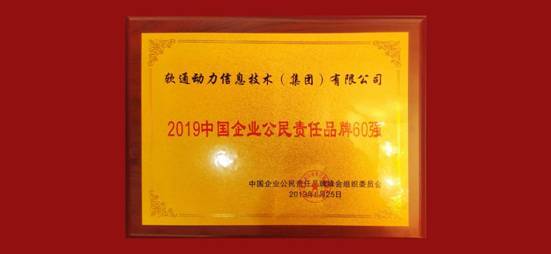 软通动力信息技术（集团）有限公司
2019中国企业公民责任品牌60强
中国企业公民责任品牌峰会组织委员会